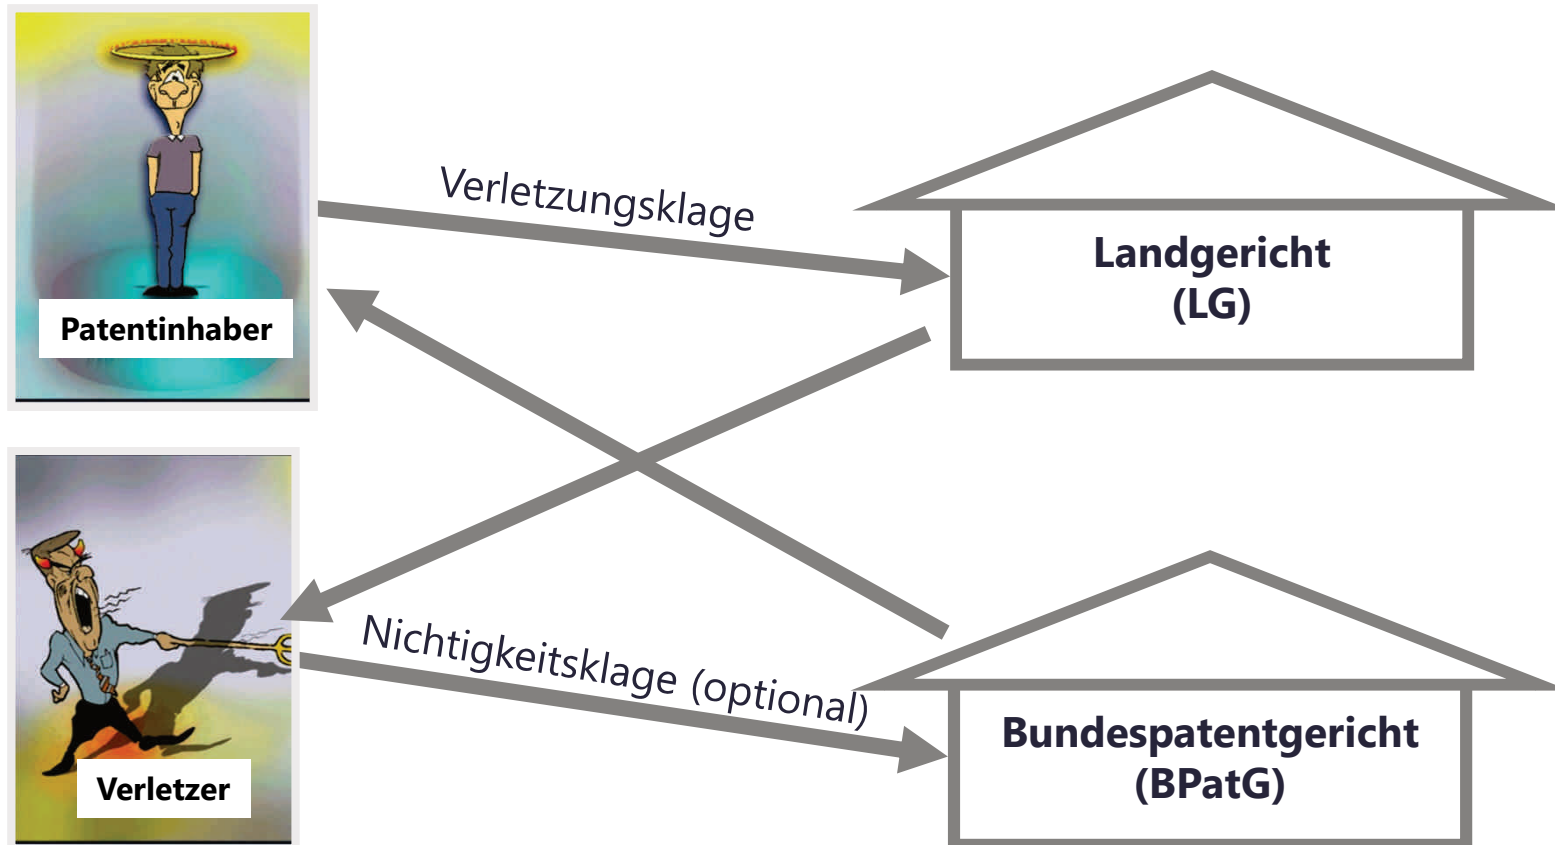 Verletzungsklage
Landgericht
(LG)
Patentinhaber
Nichtigkeitsklage (optional)
Bundespatentgericht
(BPatG)
Verletzer